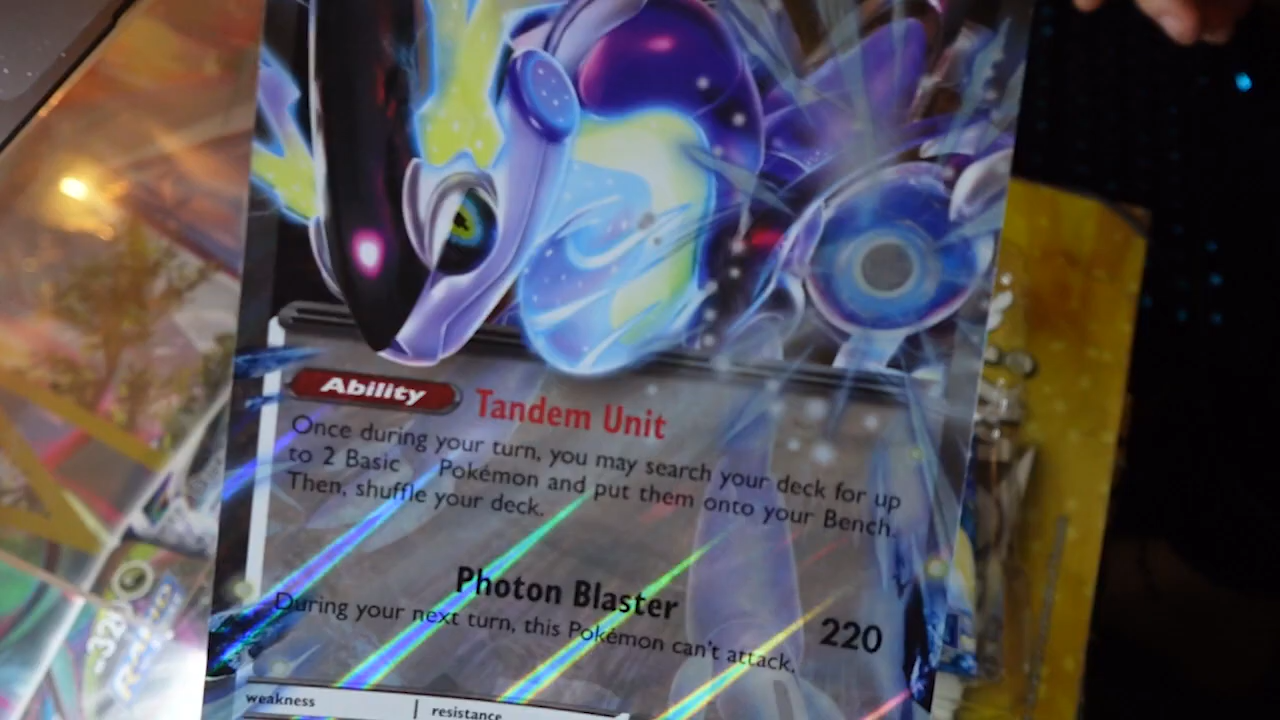 Ability Tandem Unit
Once during your turn, you may search your deck for up
to 2 Basic Pokémon and put them onto your Bench.
Then, shuffle your deck.
Photon Blaster 220
During your next turn, this Pokémon can't attack.
weakness resistance